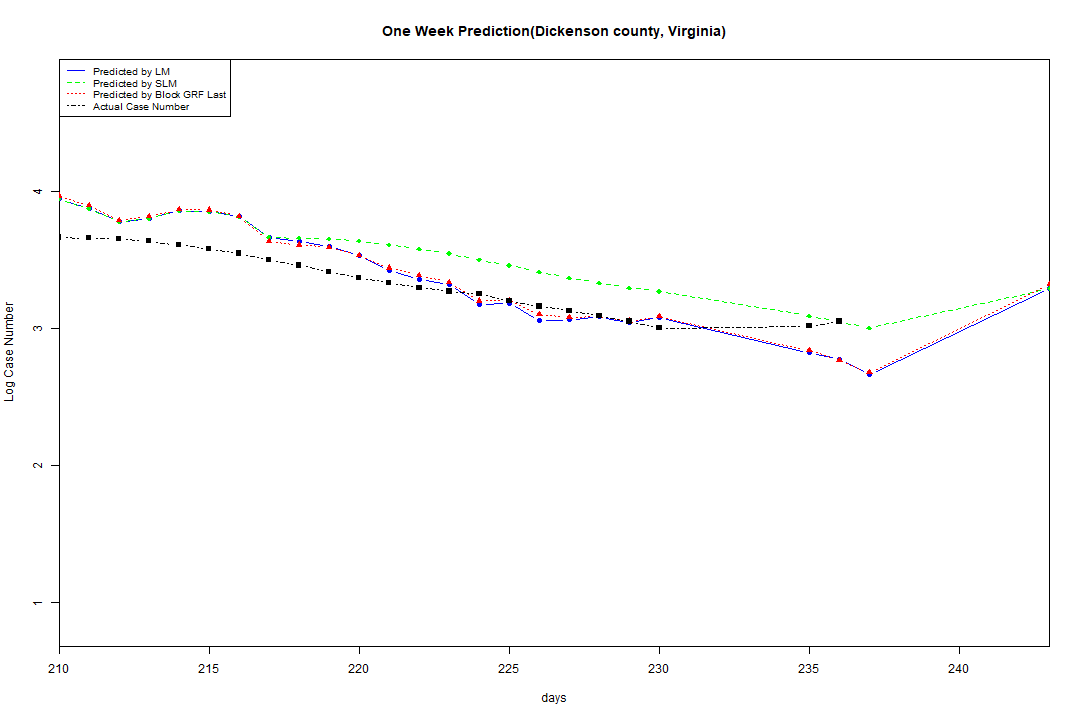 One Week Prediction(Dickenson county, Virginia)
Predicted by LM
Predicted by SLM
Predicted by Block GRF Last
Actual Case Number
Log Case Number
4
3
2
1
210 215 220 225 230 235 240
days